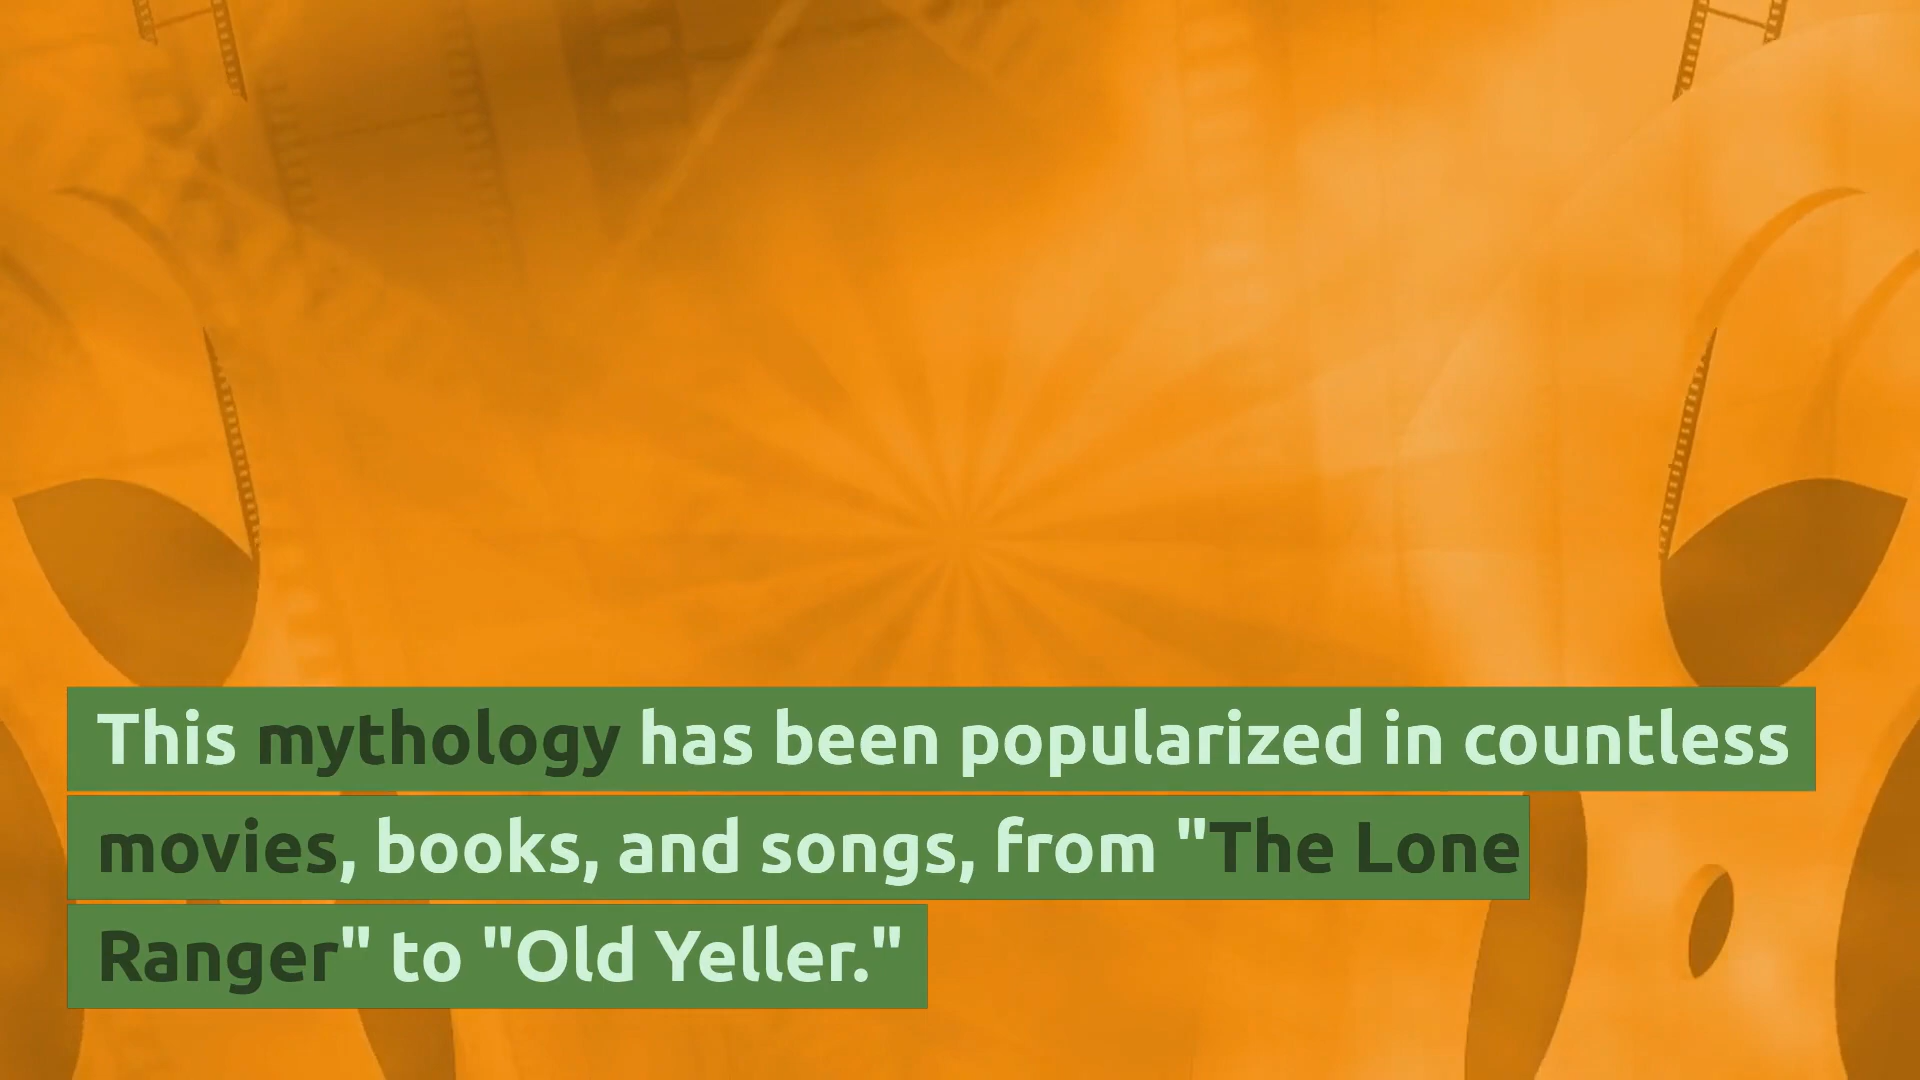 This mythology has been popularized in countless
movies, books, and songs, from "The Lone
Ranger" to "Old Yeller."